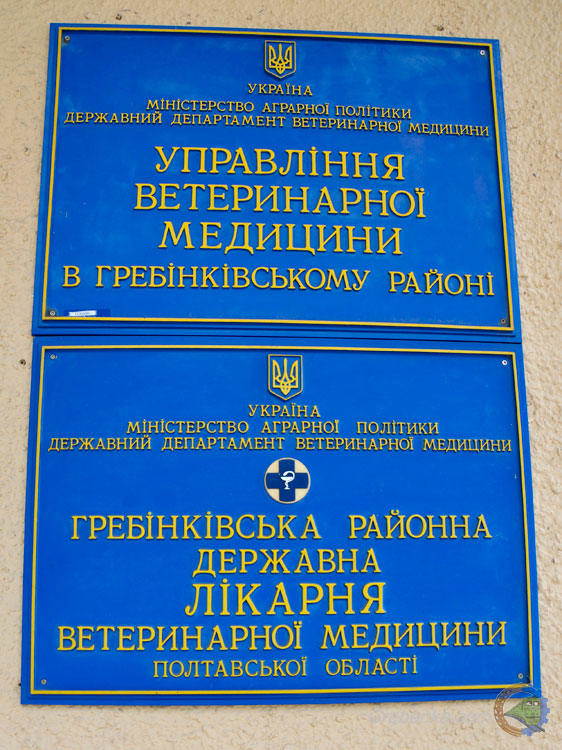 УКРАЇНА
МІНІСТЕРСТВО АГРАРНОЇ ПОЛІТИКИ
ДЕРЖАВНИЙ ДЕПАРТАМЕНТ ВЕТЕРИНАРНОЇ МЕДИЦИНИ
УПРАВЛІННЯ
ВЕТЕРИНАРНОЇ
МЕДИЦИНИ
В ГРЕБІНКІВСЬКОМУ РАЙОНІ
УКРАЇНА
МІНІСТЕРСТВО АГРАРНОЇ ПОЛІТИКИ
ДЕРЖАВНИЙ ДЕПАРТАМЕНТ ВЕТЕРИНАРНОЇ МЕДИЦИНИ
ГРЕБІНКІВСЬКА РАЙОННА
ДЕРЖАВНА
ЛІКАРНЯ
ВЕТЕРИНАРНОЇ МЕДИЦИНИ
ПОЛТАВСЬКОЇ ОБЛАСТІ